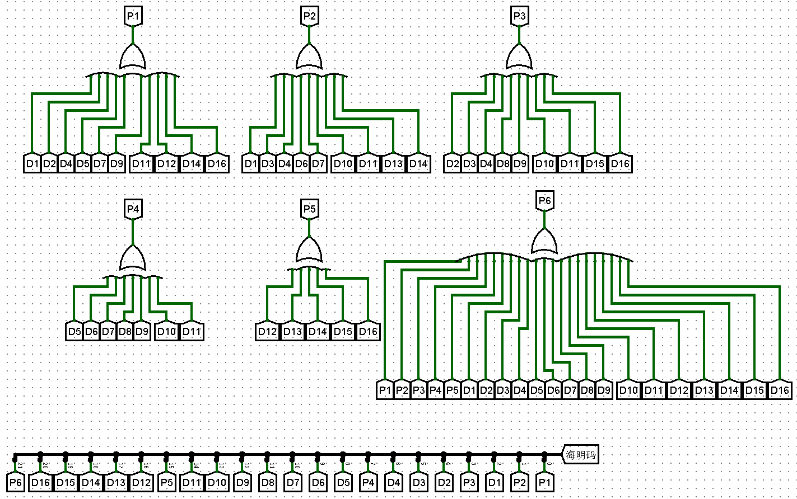 P1 P2 P3
D1 D2 D4 D5 D7 D9 D11 D12 D14 D16 D1 D3 D4 D6 D7 D10 D11 D13 D14 D2 D3 D4 D8 D9 D10 D11 D15 D16
P4 P5 P6
D5 D6 D7 D8 D9 D10 D11 D12 D13 D14 D15 D16
P1 P2 P3 P4 P5 D1 D2 D3 D4 D5 D6 D7 D8 D9 D10 D11 D12 D13 D14 D15 D16
海明码
P6 D16 D15 D14 D13 D12 P5 D11 D10 D9 D8 D7 D6 D5 P4 D4 D3 D2 P3 D1 P2 P1